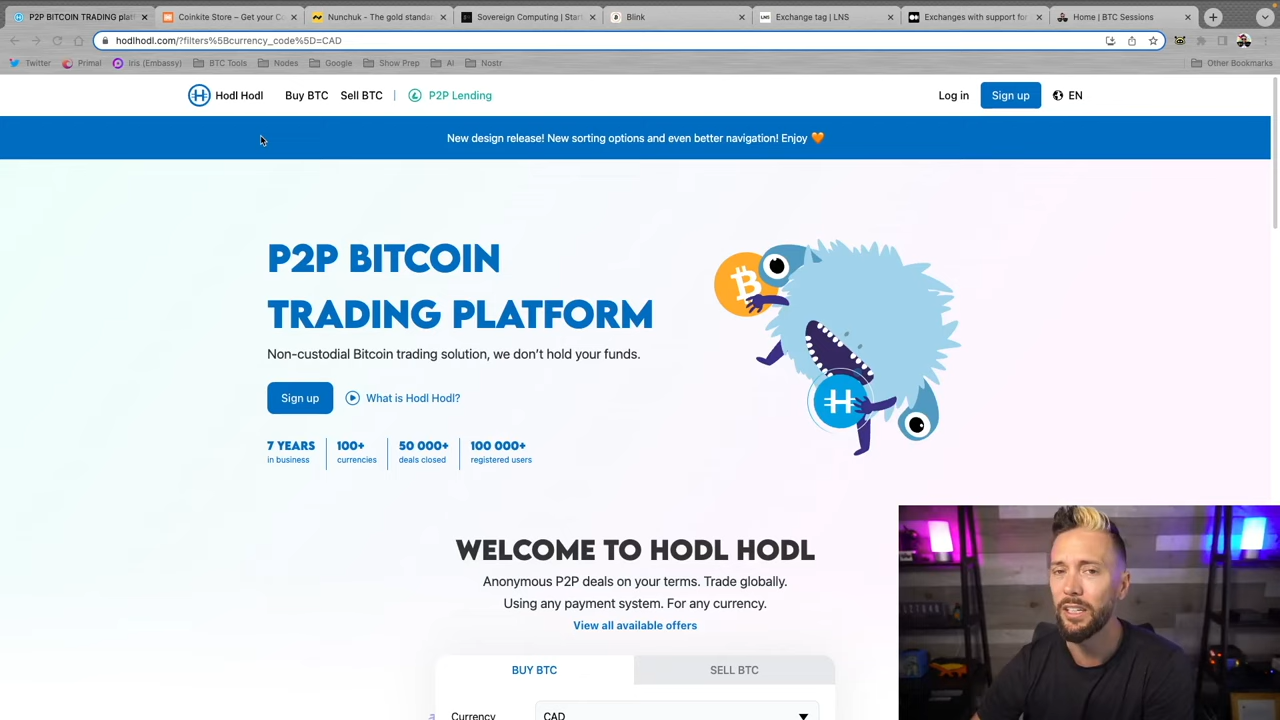 P2P BITCOIN TRADING platf
Coinkite Store – Get your C
Nunchuk - The gold standar
Sovereign Computing | Start
Blink
Exchange tag | LNS
Exchanges with support for
Home | BTC Sessions
hodlhodl.com/?filters%5Bcurrency_code%5D=CAD
Twitter
Primal
Iris (Embassy)
BTC Tools
Nodes
Google
Show Prep
AI
Nostr
Other Bookmarks
Hodl Hodl
Buy BTC
Sell BTC
P2P Lending
Log in
Sign up
EN
New design release! New sorting options and even better navigation! Enjoy 🧡
P2P BITCOIN
TRADING PLATFORM
Non-custodial Bitcoin trading solution, we don’t hold your funds.
Sign up
What is Hodl Hodl?
7 YEARS
in business
100+
currencies
50 000+
deals closed
100 000+
registered users
WELCOME TO HODL HODL
Anonymous P2P deals on your terms. Trade globally.
Using any payment system. For any currency.
View all available offers
BUY BTC
SELL BTC
Currency
CAD